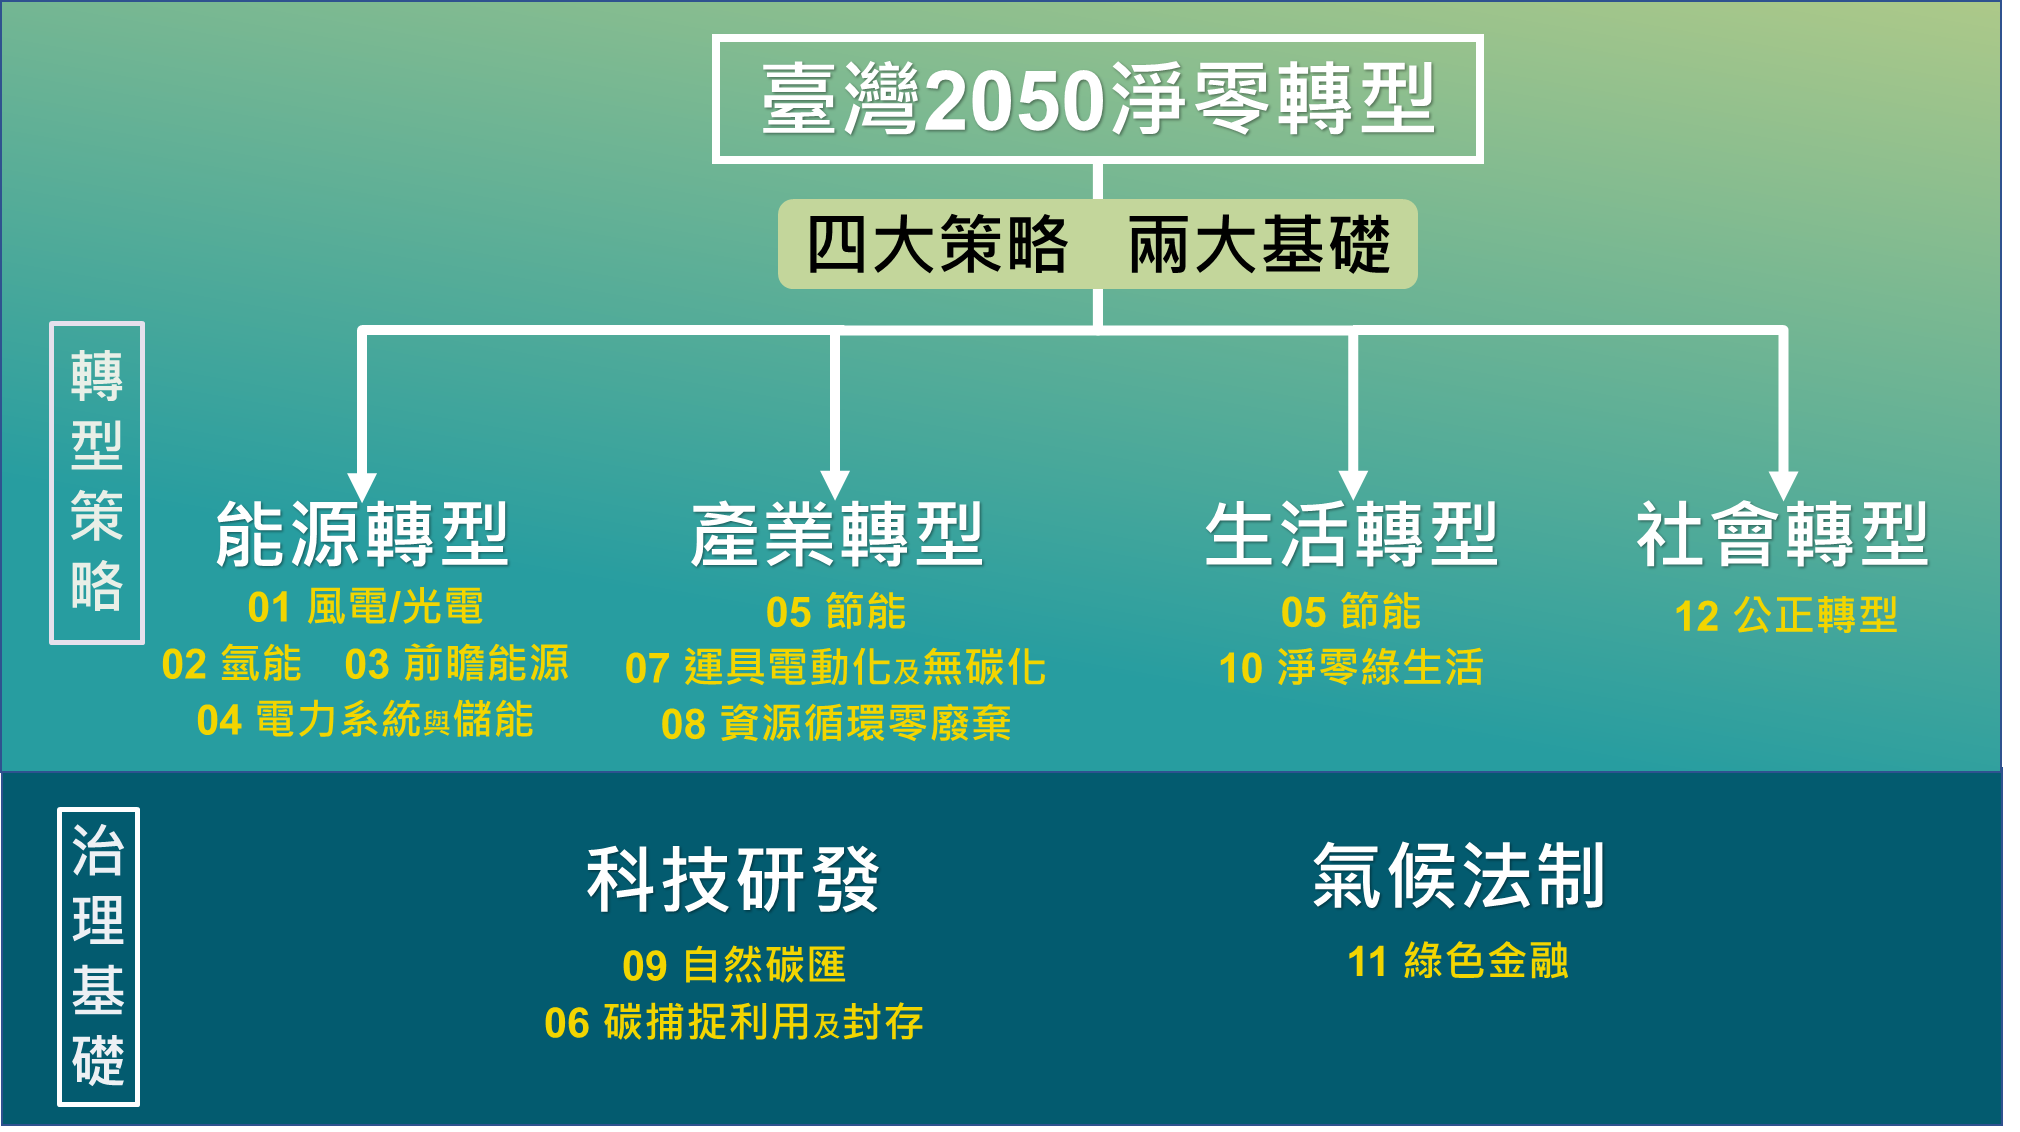 臺灣2050淨零轉型
四大策略 兩大基礎
轉型策略
能源轉型
01 風電/光電
02 氫能 03 前瞻能源
04 電力系統與儲能
產業轉型
05 節能
07 運具電動化及無碳化
08 資源循環零廢棄
生活轉型
05 節能
10 淨零綠生活
社會轉型
12 公正轉型
治理基礎
科技研發
09 自然碳匯
06 碳捕捉利用及封存
氣候法制
11 綠色金融